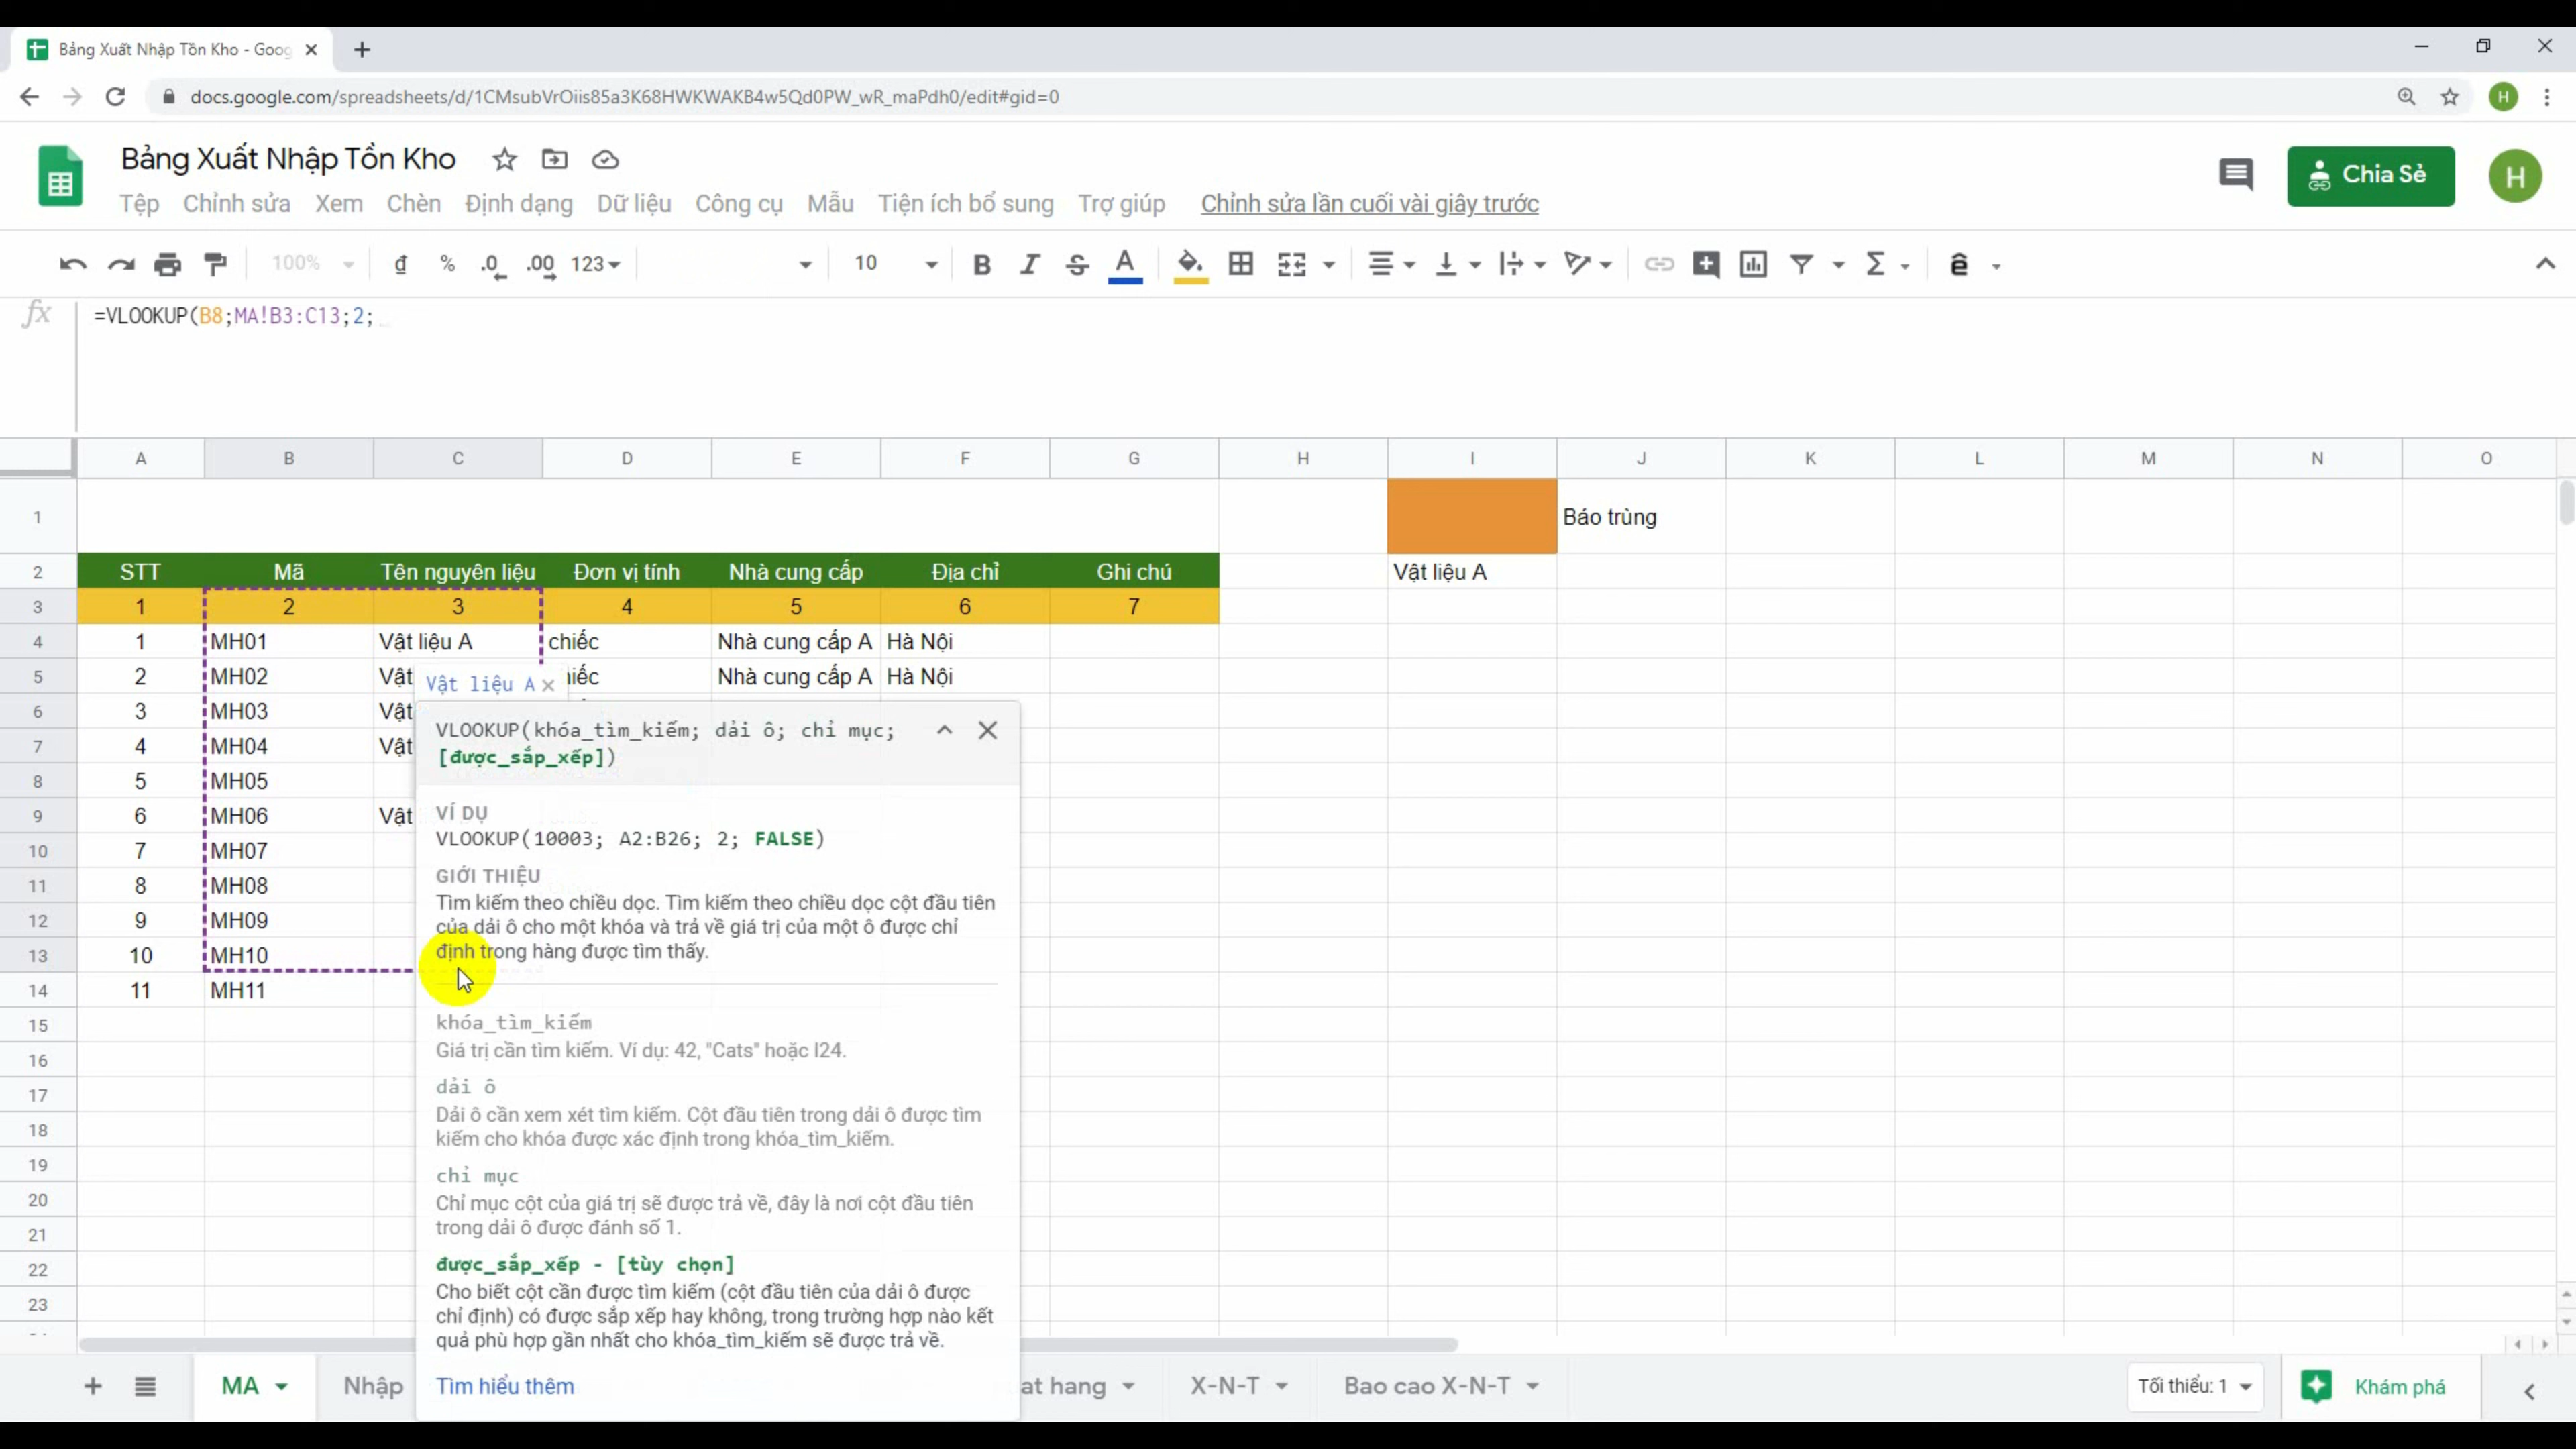 Bảng Xuất Nhập Tồn Kho - Goog
docs.google.com/spreadsheets/d/1CMsubVrOiis85a3K68HWKWAKB4w5Qd0PW_wR_maPdh0/edit#gid=0
H
Bảng Xuất Nhập Tồn Kho
Chia Sẻ
H
Tệp Chỉnh sửa Xem Chèn Định dạng Dữ liệu Công cụ Mẫu Tiện ích bổ sung Trợ giúp Chỉnh sửa lần cuối vài giây trước
100% đ % .0 .00 123 10 B I S A Σ ê
fx =VLOOKUP(B8;MA!B3:C13;2;
A B C D E F G H I J K L M N O
1 Báo trùng
2 STT Mã Tên nguyên liệu Đơn vị tính Nhà cung cấp Địa chỉ Ghi chú Vật liệu A
3 1 2 3 4 5 6 7
4 1 MH01 Vật liệu A chiếc Nhà cung cấp A Hà Nội
5 2 MH02 Vật iếc Nhà cung cấp A Hà Nội
Vật liệu A
6 3 MH03 Vật
7 4 MH04 Vật
8 5 MH05
9 6 MH06 Vật
10 7 MH07
11 8 MH08
12 9 MH09
13 10 MH10
14 11 MH11
15
16
17
18
19
20
21
22
23
VLOOKUP(khóa_tìm_kiếm; dải ô; chỉ mục;
[được_sắp_xếp])
VÍ DỤ
VLOOKUP(10003; A2:B26; 2; FALSE)
GIỚI THIỆU
Tìm kiếm theo chiều dọc. Tìm kiếm theo chiều dọc cột đầu tiên
của dải ô cho một khóa và trả về giá trị của một ô được chỉ
định trong hàng được tìm thấy.
khóa_tìm_kiếm
Giá trị cần tìm kiếm. Ví dụ: 42, "Cats" hoặc I24.
dải ô
Dải ô cần xem xét tìm kiếm. Cột đầu tiên trong dải ô được tìm
kiếm cho khóa được xác định trong khóa_tìm_kiếm.
chỉ mục
Chỉ mục cột của giá trị sẽ được trả về, đây là nơi cột đầu tiên
trong dải ô được đánh số 1.
được_sắp_xếp - [tùy chọn]
Cho biết cột cần được tìm kiếm (cột đầu tiên của dải ô được
chỉ định) có được sắp xếp hay không, trong trường hợp nào kết
quả phù hợp gần nhất cho khóa_tìm_kiếm sẽ được trả về.
Tìm hiểu thêm
MA Nhập at hang X-N-T Bao cao X-N-T Tối thiểu: 1 Khám phá